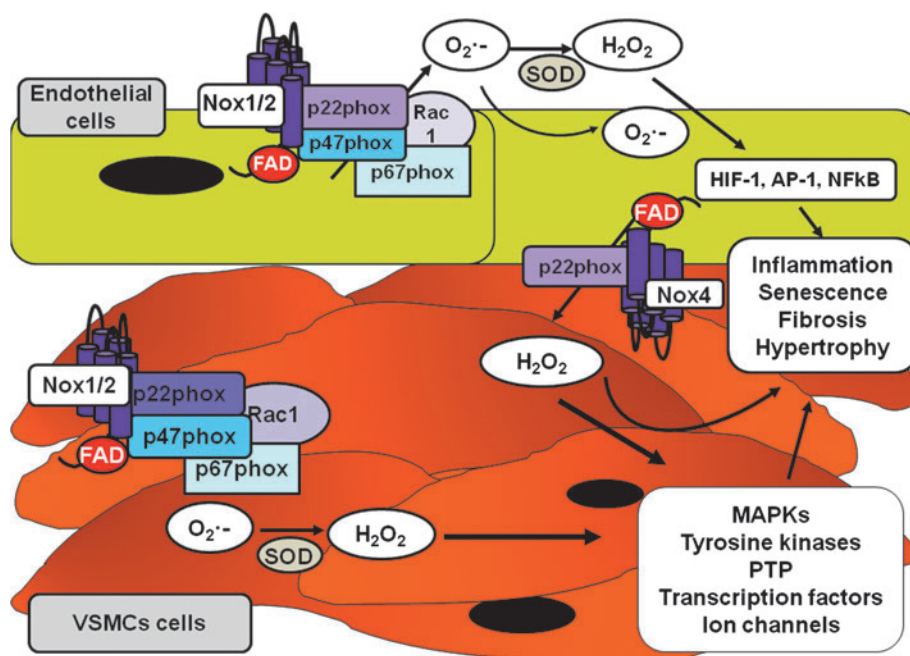 O₂·-
H₂O₂
SOD
Endothelial
cells
Nox1/2
p22phox
Rac
1
O₂·-
p47phox
FAD
p67phox
HIF-1, AP-1, NFkB
FAD
p22phox
Nox4
Inflammation
Senescence
Fibrosis
Hypertrophy
H₂O₂
Nox1/2
p22phox
Rac1
p47phox
FAD
p67phox
O₂·-
H₂O₂
SOD
MAPKs
Tyrosine kinases
PTP
Transcription factors
Ion channels
VSMCs cells